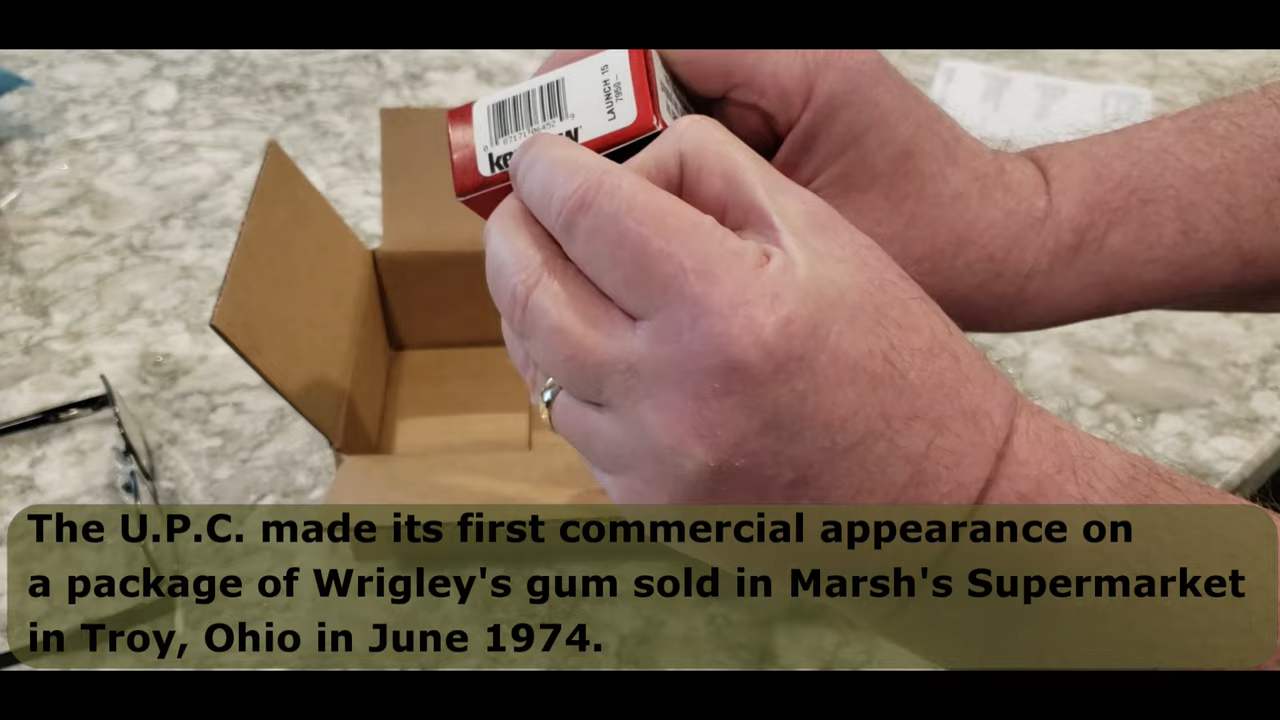 LAUNCH 15
7950-
The U.P.C. made its first commercial appearance on
a package of Wrigley's gum sold in Marsh's Supermarket
in Troy, Ohio in June 1974.